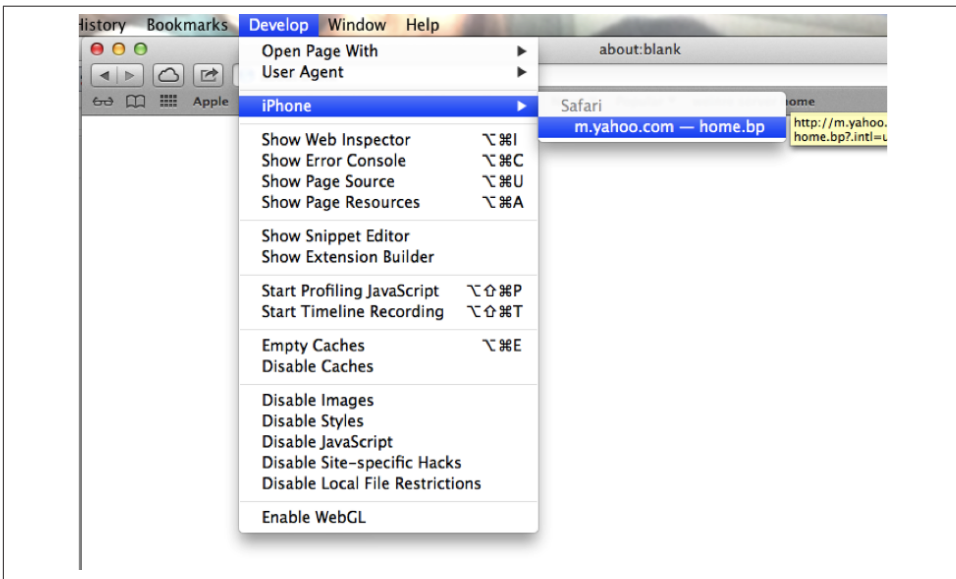 History Bookmarks Develop Window Help
about:blank
Apple
Open Page With
User Agent
iPhone
Safari
m.yahoo.com — home.bp
http://m.yahoo.
home.bp?.intl=u
Show Web Inspector ⌥⌘I
Show Error Console ⌥⌘C
Show Page Source ⌥⌘U
Show Page Resources ⌥⌘A
Show Snippet Editor
Show Extension Builder
Start Profiling JavaScript ⌥⇧⌘P
Start Timeline Recording ⌥⇧⌘T
Empty Caches ⌥⌘E
Disable Caches
Disable Images
Disable Styles
Disable JavaScript
Disable Site-specific Hacks
Disable Local File Restrictions
Enable WebGL